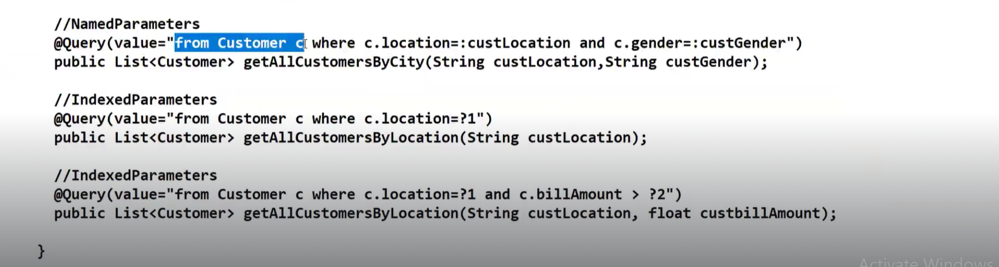 //NamedParameters
@Query(value="from Customer c where c.location=:custLocation and c.gender=:custGender")
public List<Customer> getAllCustomersByCity(String custLocation,String custGender);
//IndexedParameters
@Query(value="from Customer c where c.location=?1")
public List<Customer> getAllCustomersByLocation(String custLocation);
//IndexedParameters
@Query(value="from Customer c where c.location=?1 and c.billAmount > ?2")
public List<Customer> getAllCustomersByLocation(String custLocation, float custbillAmount);
}
Activate Windows